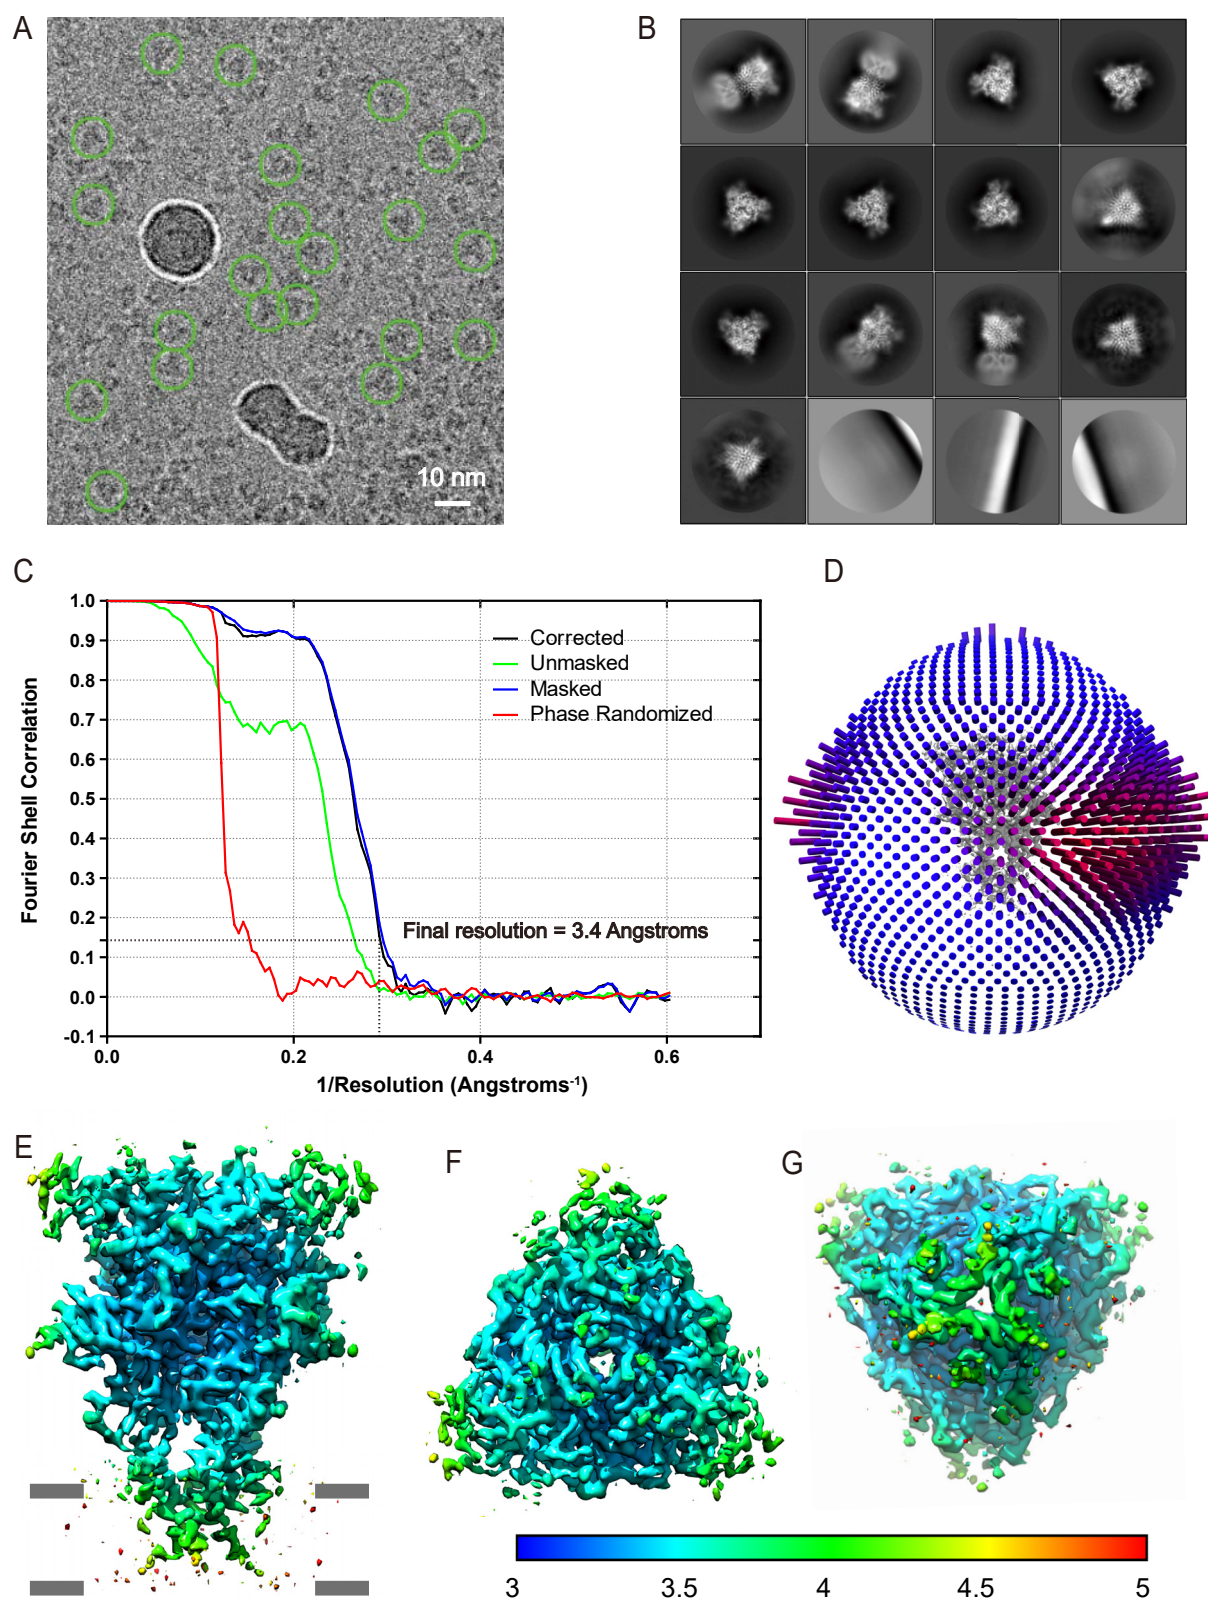 A
B
10 nm
C
D
1.0
0.9
0.8
0.7
0.6
0.5
0.4
0.3
0.2
0.1
0.0
-0.1
Fourier Shell Correlation
Corrected
Unmasked
Masked
Phase Randomized
Final resolution = 3.4 Angstroms
0.0
0.2
0.4
0.6
1/Resolution (Angstroms⁻¹)
E
F
G
3
3.5
4
4.5
5